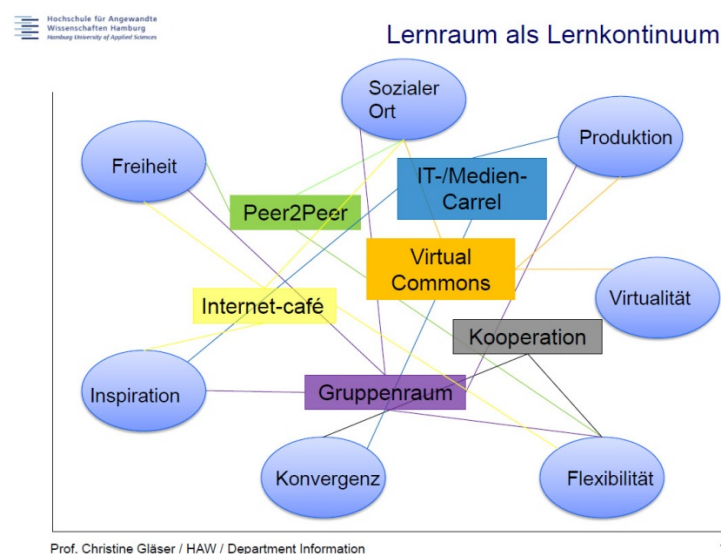 Hochschule für Angewandte
Wissenschaften Hamburg
Hamburg University of Applied Sciences
Lernraum als Lernkontinuum
Sozialer
Ort
Produktion
Freiheit
IT-/Medien-
Carrel
Peer2Peer
Virtual
Commons
Virtualität
Internet-café
Kooperation
Inspiration
Gruppenraum
Konvergenz
Flexibilität
Prof. Christine Gläser / HAW / Department Information